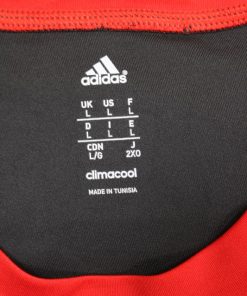 adidas
UK US F
L L L
D I E
L L L
CDN J
L/G 2XO
climacool
MADE IN TUNISIA